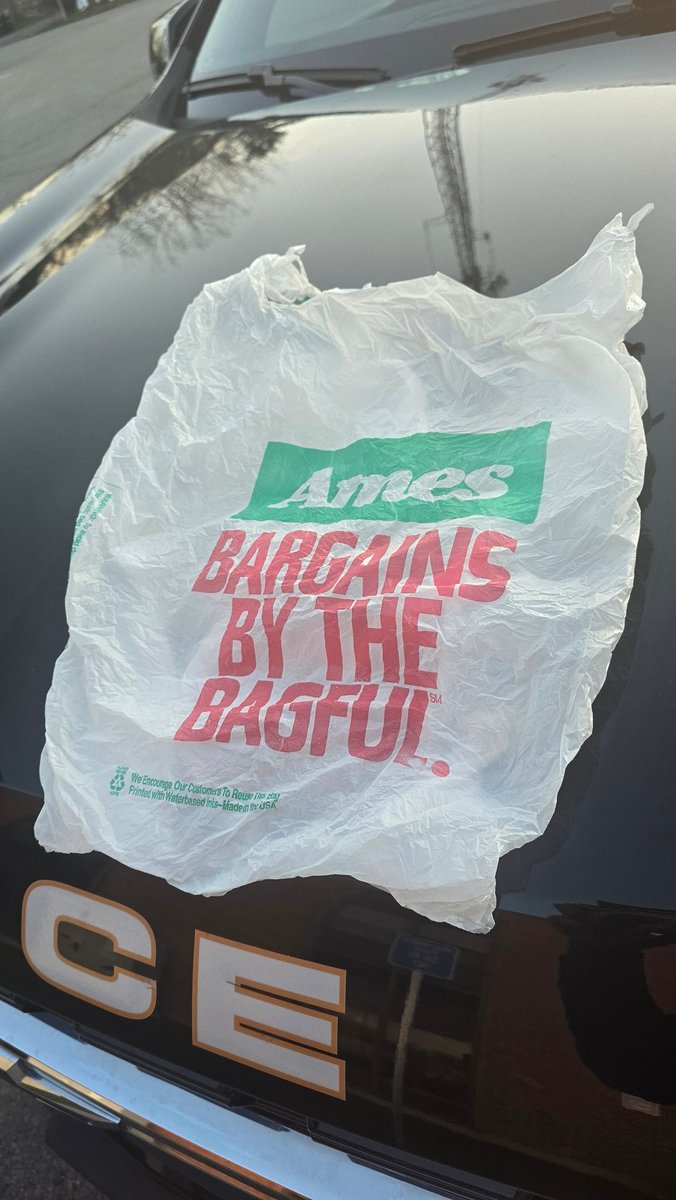 Ames
BARGAINS
BY THE
BAGFUL.℠
We Encourage Our Customers To Reuse This Bag
Printed with Waterbased Inks-Made in the USA
CE